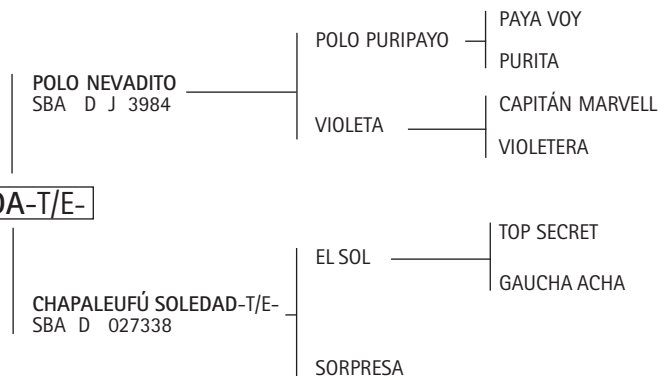 PAYA VOY
POLO PURIPAYO
PURITA
POLO NEVADITO
SBA D J 3984
CAPITÁN MARVELL
VIOLETA
VIOLETERA
-T/E-
TOP SECRET
EL SOL
GAUCHA ACHA
CHAPALEUFÚ SOLEDAD-T/E-
SBA D 027338
SORPRESA